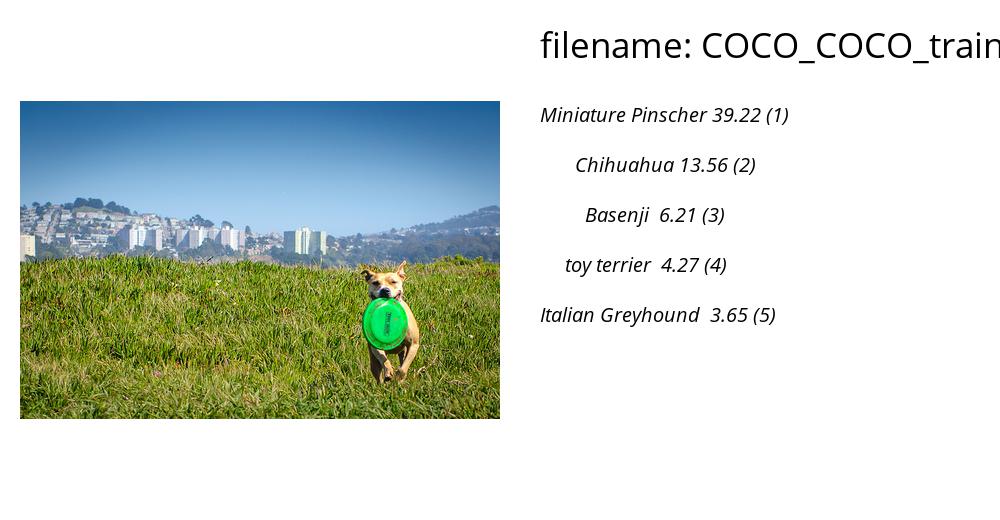 filename: COCO_COCO_train
Miniature Pinscher 39.22 (1)
Chihuahua 13.56 (2)
Basenji 6.21 (3)
toy terrier 4.27 (4)
Italian Greyhound 3.65 (5)